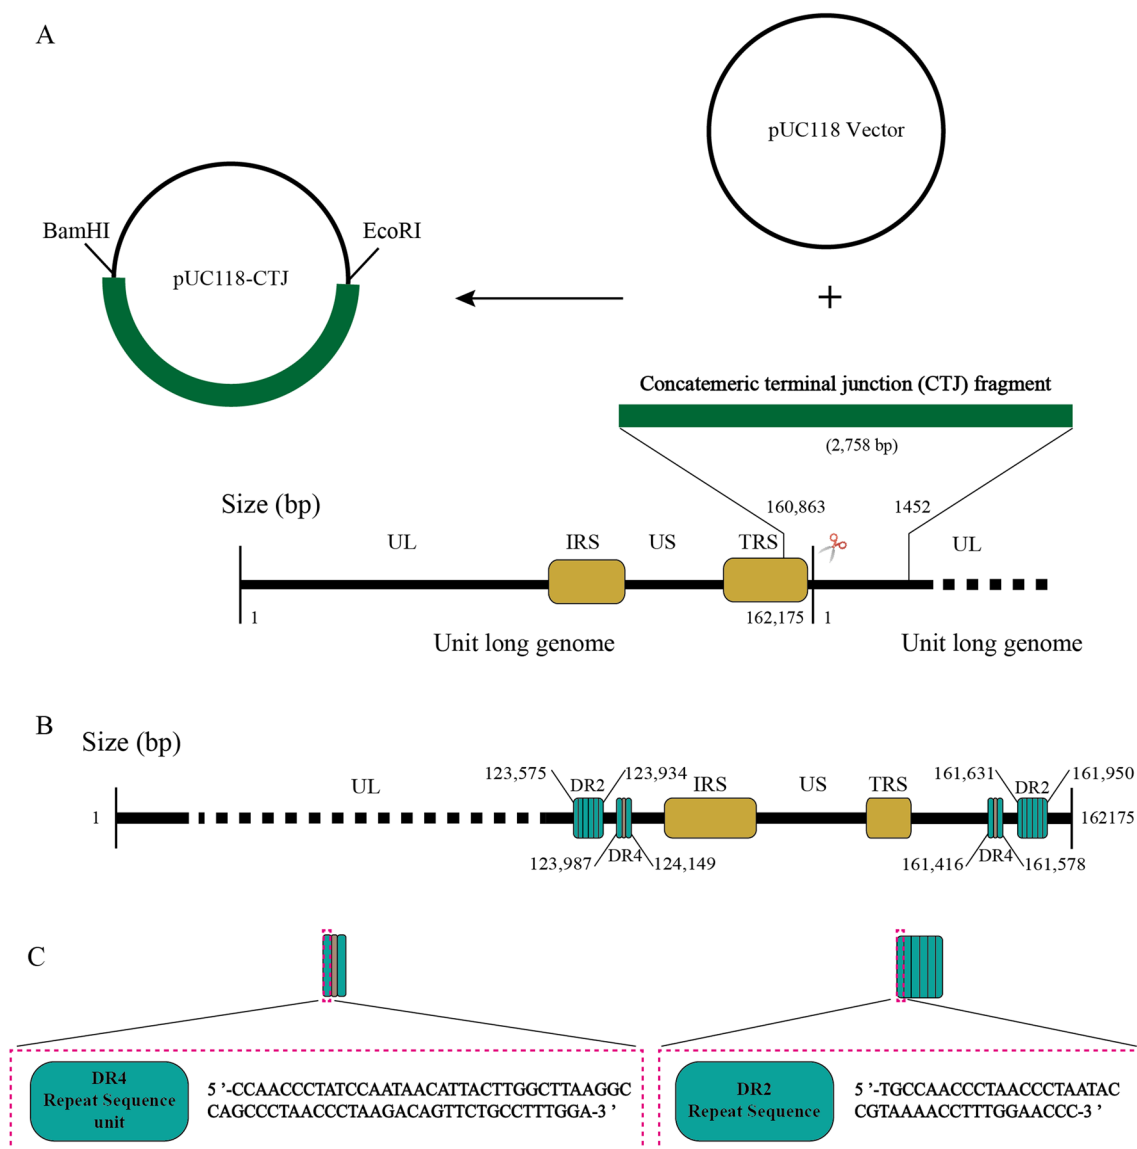 A
pUC118 Vector
BamHI
EcoRI
pUC118-CTJ
+
Concatemeric terminal junction (CTJ) fragment
(2,758 bp)
Size (bp)
160,863
1452
UL
IRS
US
TRS
UL
1
162,175
1
Unit long genome
Unit long genome
B
Size (bp)
123,575
DR2
123,934
IRS
US
TRS
161,631
DR2
161,950
UL
1
162175
123,987
DR4
124,149
161,416
DR4
161,578
C
DR4
Repeat Sequence
unit
5 ’-CCAACCCTATCCAATAACATTACTTGGCTTAAGGC
CAGCCCTAACCCTAAGACAGTTCTGCCTTTGGA-3 ’
DR2
Repeat Sequence
5 ’-TGCCAACCCTAACCCTAATAC
CGTAAAACCTTTGGAACCC-3 ’